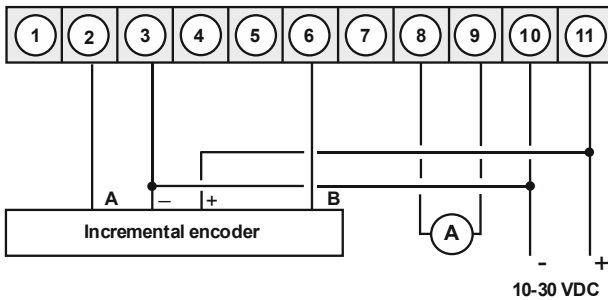 1 2 3 4 5 6 7 8 9 10 11
A – + B
Incremental encoder
A
- +
10-30 VDC